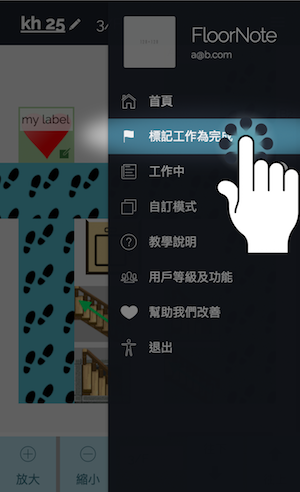 kh 25
3/
FloorNote
a@b.com
my label
首頁
標記工作為完成
工作中
自訂模式
教學說明
用戶等級及功能
幫助我們改善
退出
放大
縮小